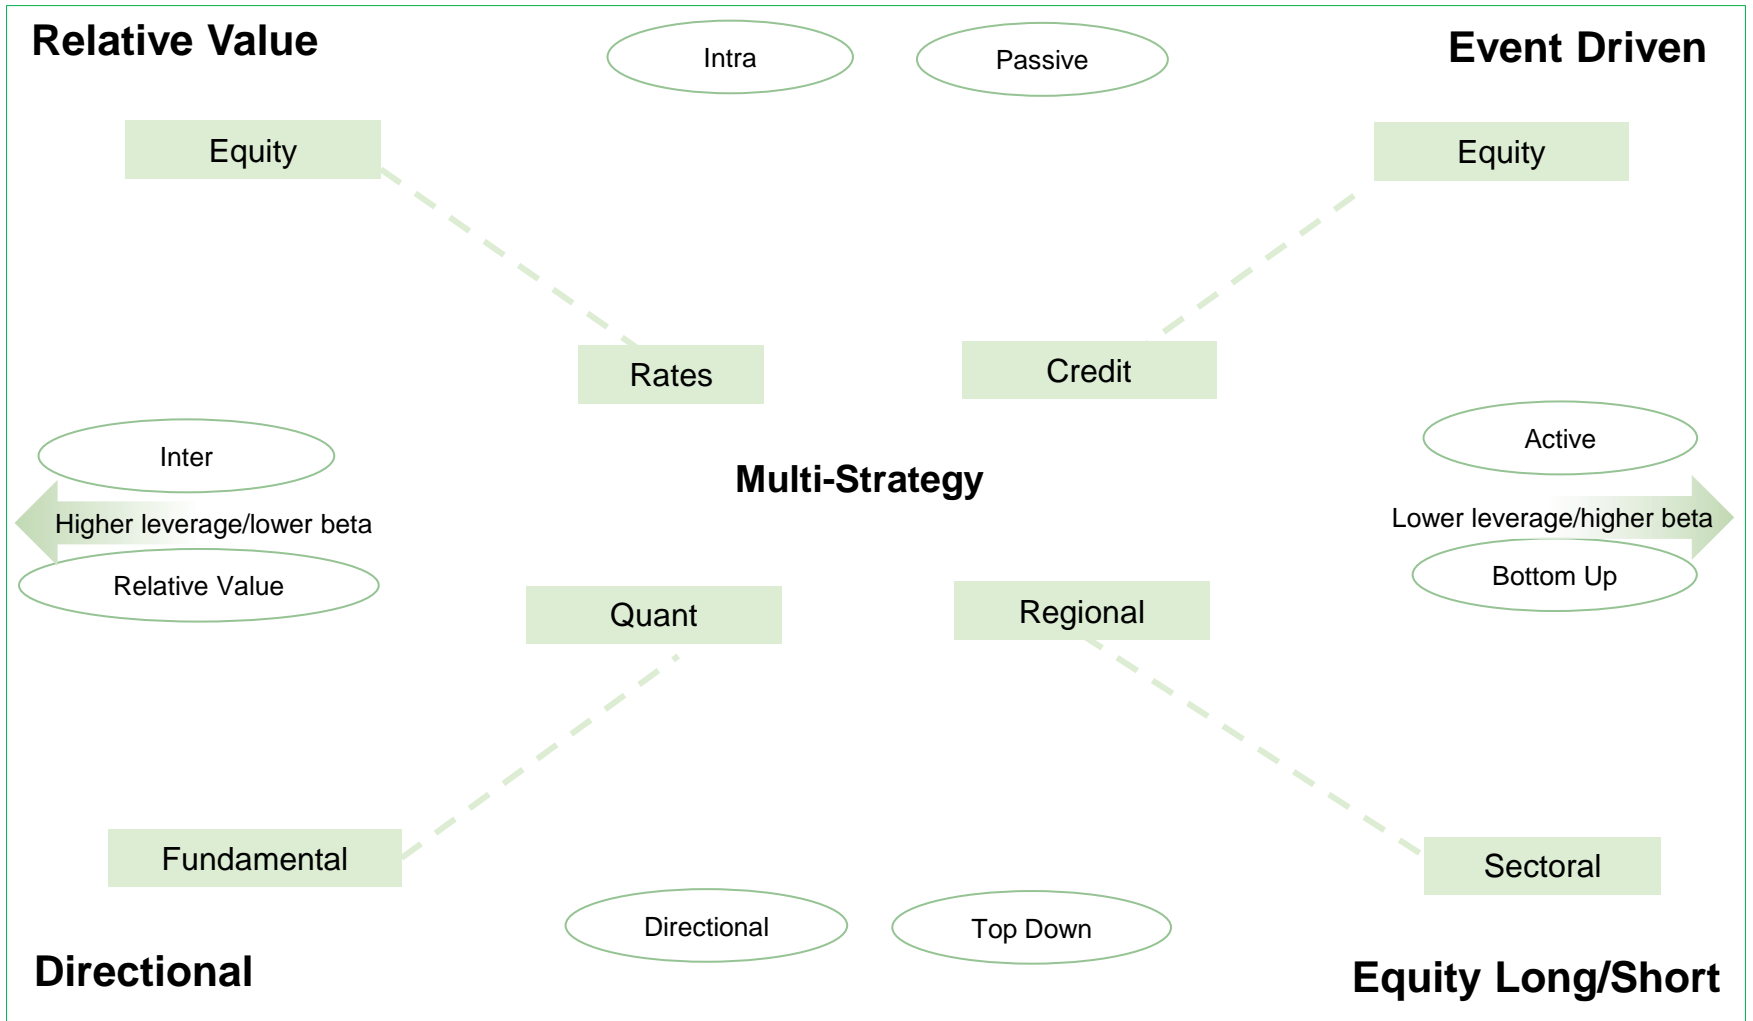 Relative Value
Intra
Passive
Event Driven
Equity
Equity
Rates
Credit
Inter
Active
Multi-Strategy
Higher leverage/lower beta
Lower leverage/higher beta
Relative Value
Bottom Up
Quant
Regional
Fundamental
Sectoral
Directional
Top Down
Directional
Equity Long/Short